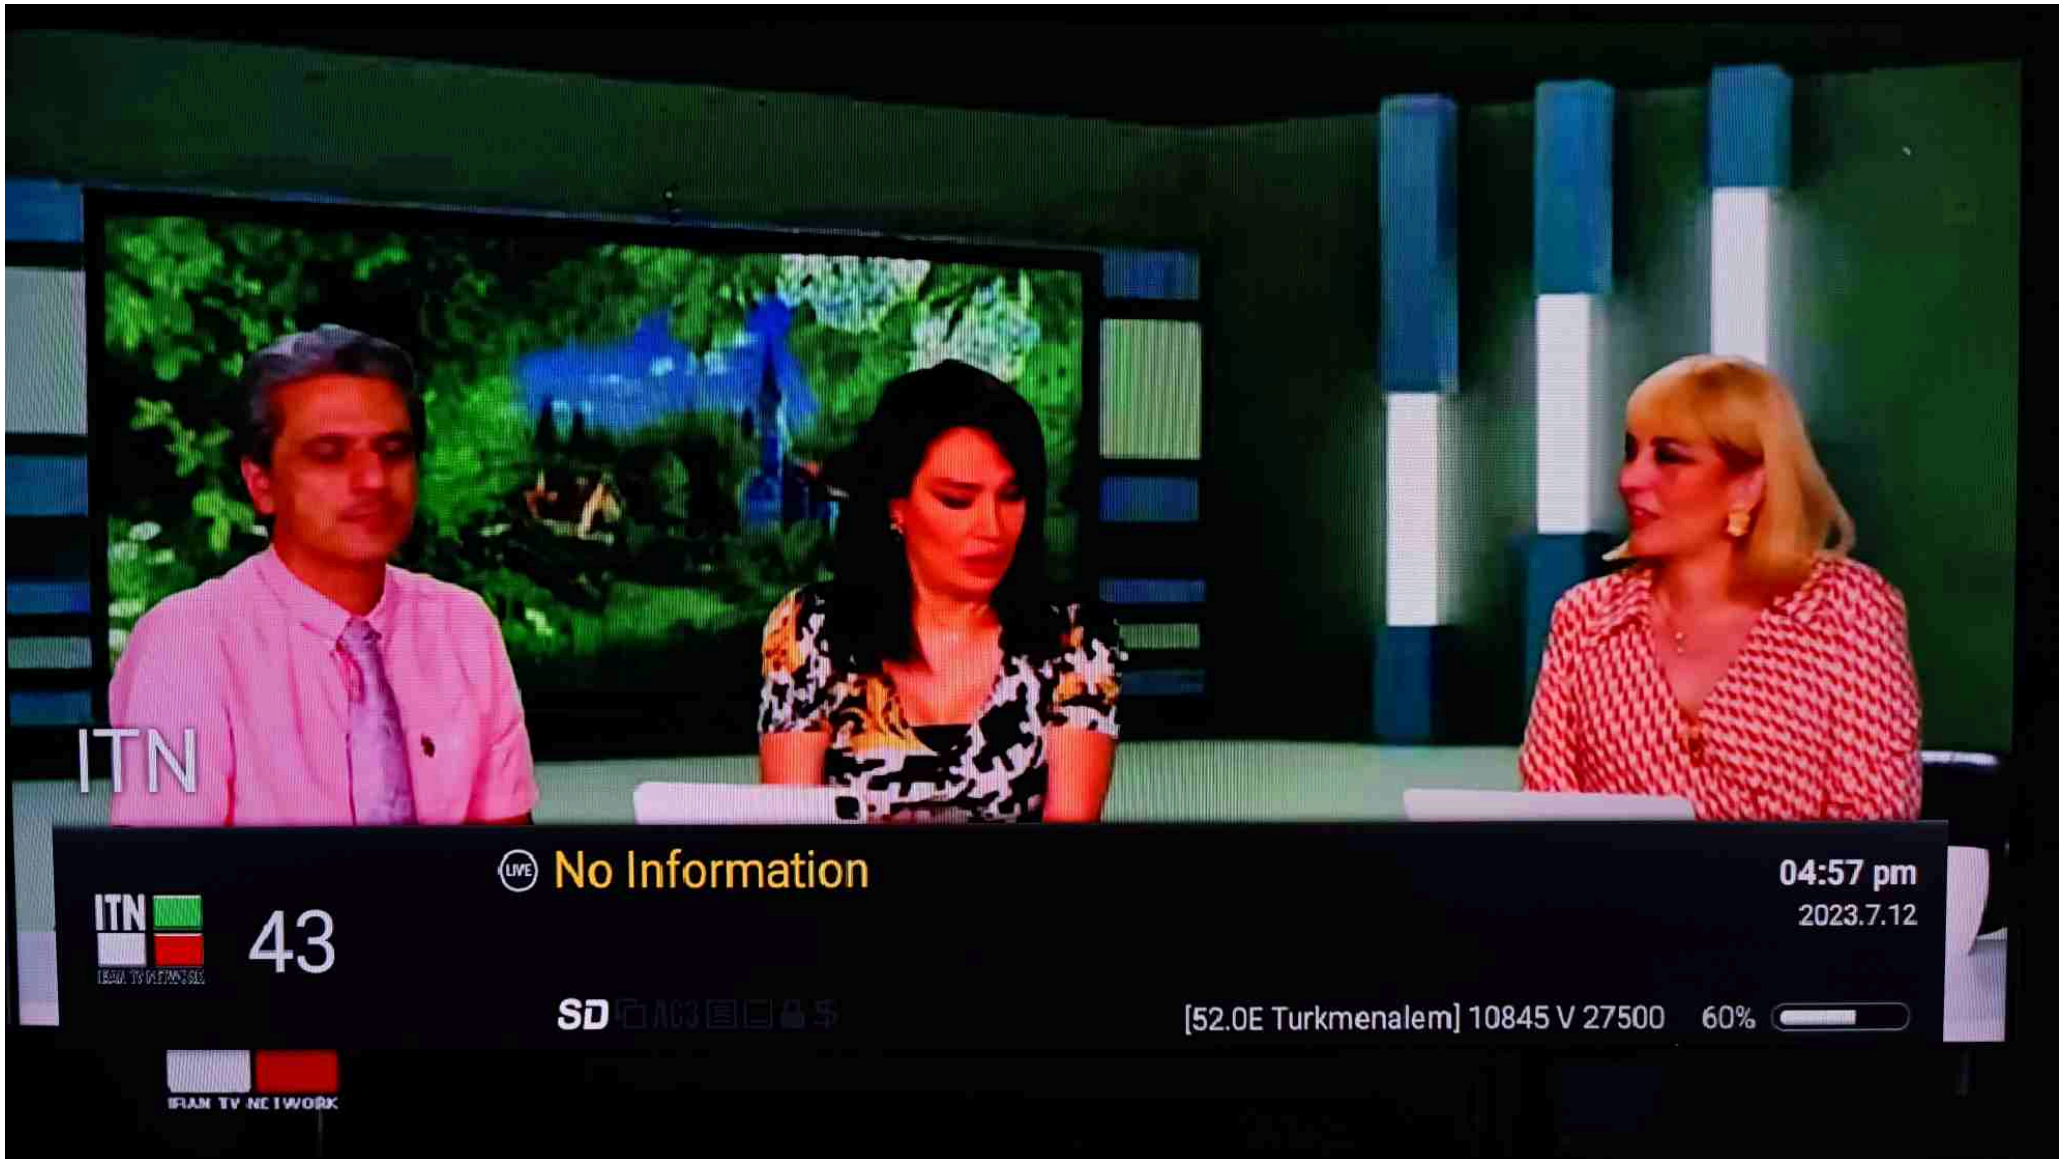 ITN
LIVE No Information
04:57 pm
2023.7.12
ITN
43
IRAN TV NETWORK
SD AC3 $
[52.0E Turkmenalem] 10845 V 27500 60%
IRAN TV NETWORK